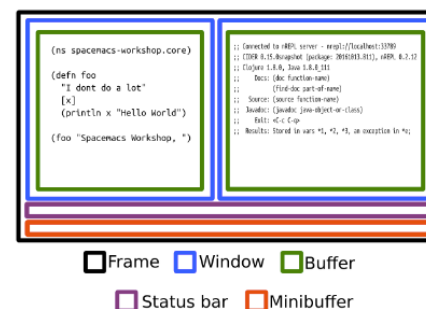 (ns spacemacs-workshop.core)
(defn foo
"I dont do a lot"
[x]
(println x "Hello World")
(foo "Spacemacs Workshop, ")
;; Connected to nREPL server - nrepl://localhost:33709
;; CIDER 0.15.0snapshot (package: 20161013.811), nREPL 0.2.12
;; Clojure 1.8.0, Java 1.8.0_111
;; Docs: (doc function-name)
;; (find-doc part-of-name)
;; Source: (source function-name)
;; Javadoc: (javadoc java-object-or-class)
;; Exit: <C-c C-q>
;; Results: Stored in vars *1, *2, *3, an exception in *e;
Frame Window Buffer
Status bar Minibuffer